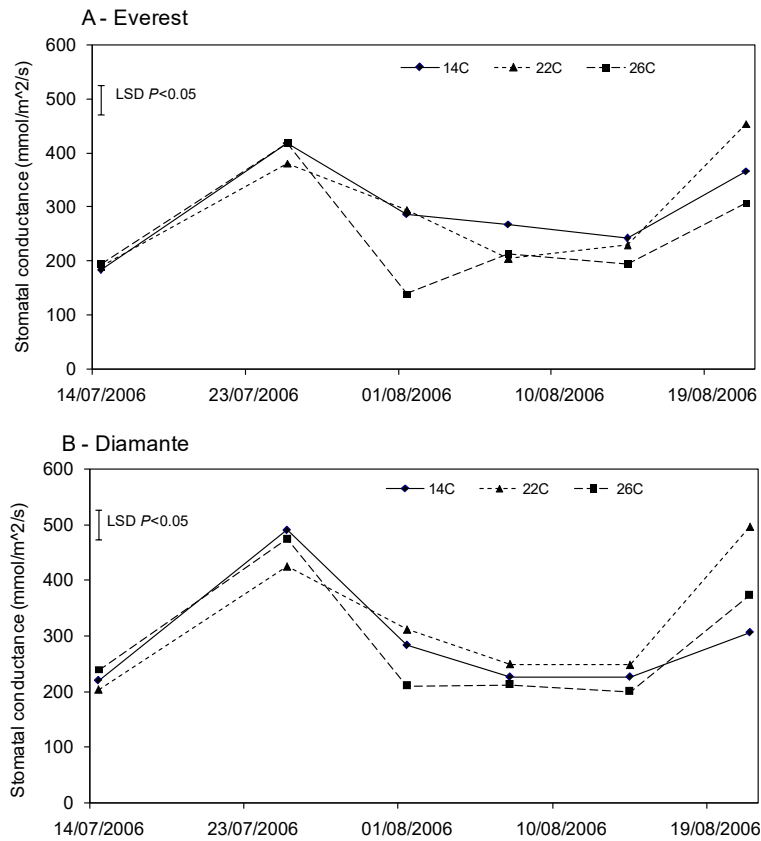 A - Everest
Stomatal conductance (mmol/m^2/s)
600
500
400
300
200
100
0
LSD P<0.05
14C 22C 26C
14/07/2006 23/07/2006 01/08/2006 10/08/2006 19/08/2006
B - Diamante
Stomatal conductance (mmol/m^2/s)
600
500
400
300
200
100
0
LSD P<0.05
14C 22C 26C
14/07/2006 23/07/2006 01/08/2006 10/08/2006 19/08/2006